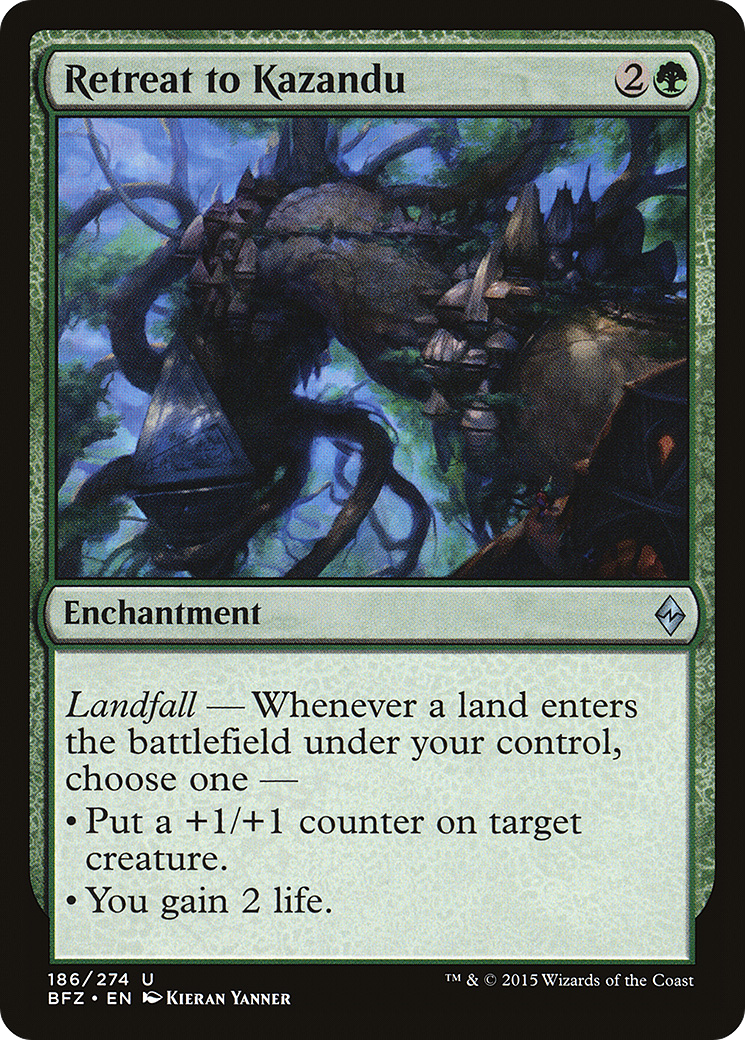 Retreat to Kazandu 2
Enchantment
Landfall — Whenever a land enters
the battlefield under your control,
choose one —
• Put a +1/+1 counter on target
creature.
• You gain 2 life.
186/274 U
BFZ • EN KIERAN YANNER
™ & © 2015 Wizards of the Coast